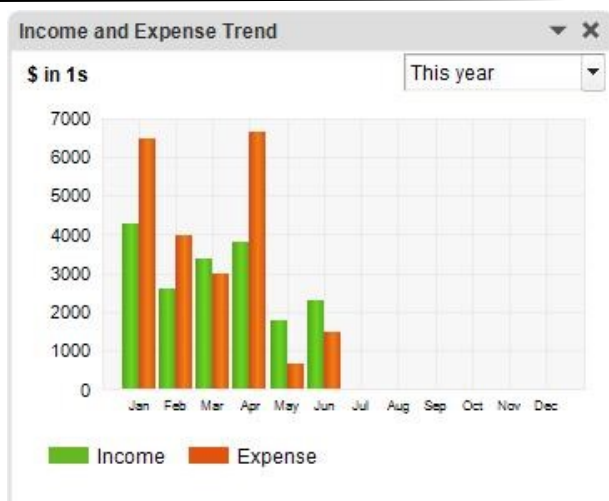 Income and Expense Trend
$ in 1s
This year
7000
6000
5000
4000
3000
2000
1000
0
Jan Feb Mar Apr May Jun Jul Aug Sep Oct Nov Dec
Income Expense